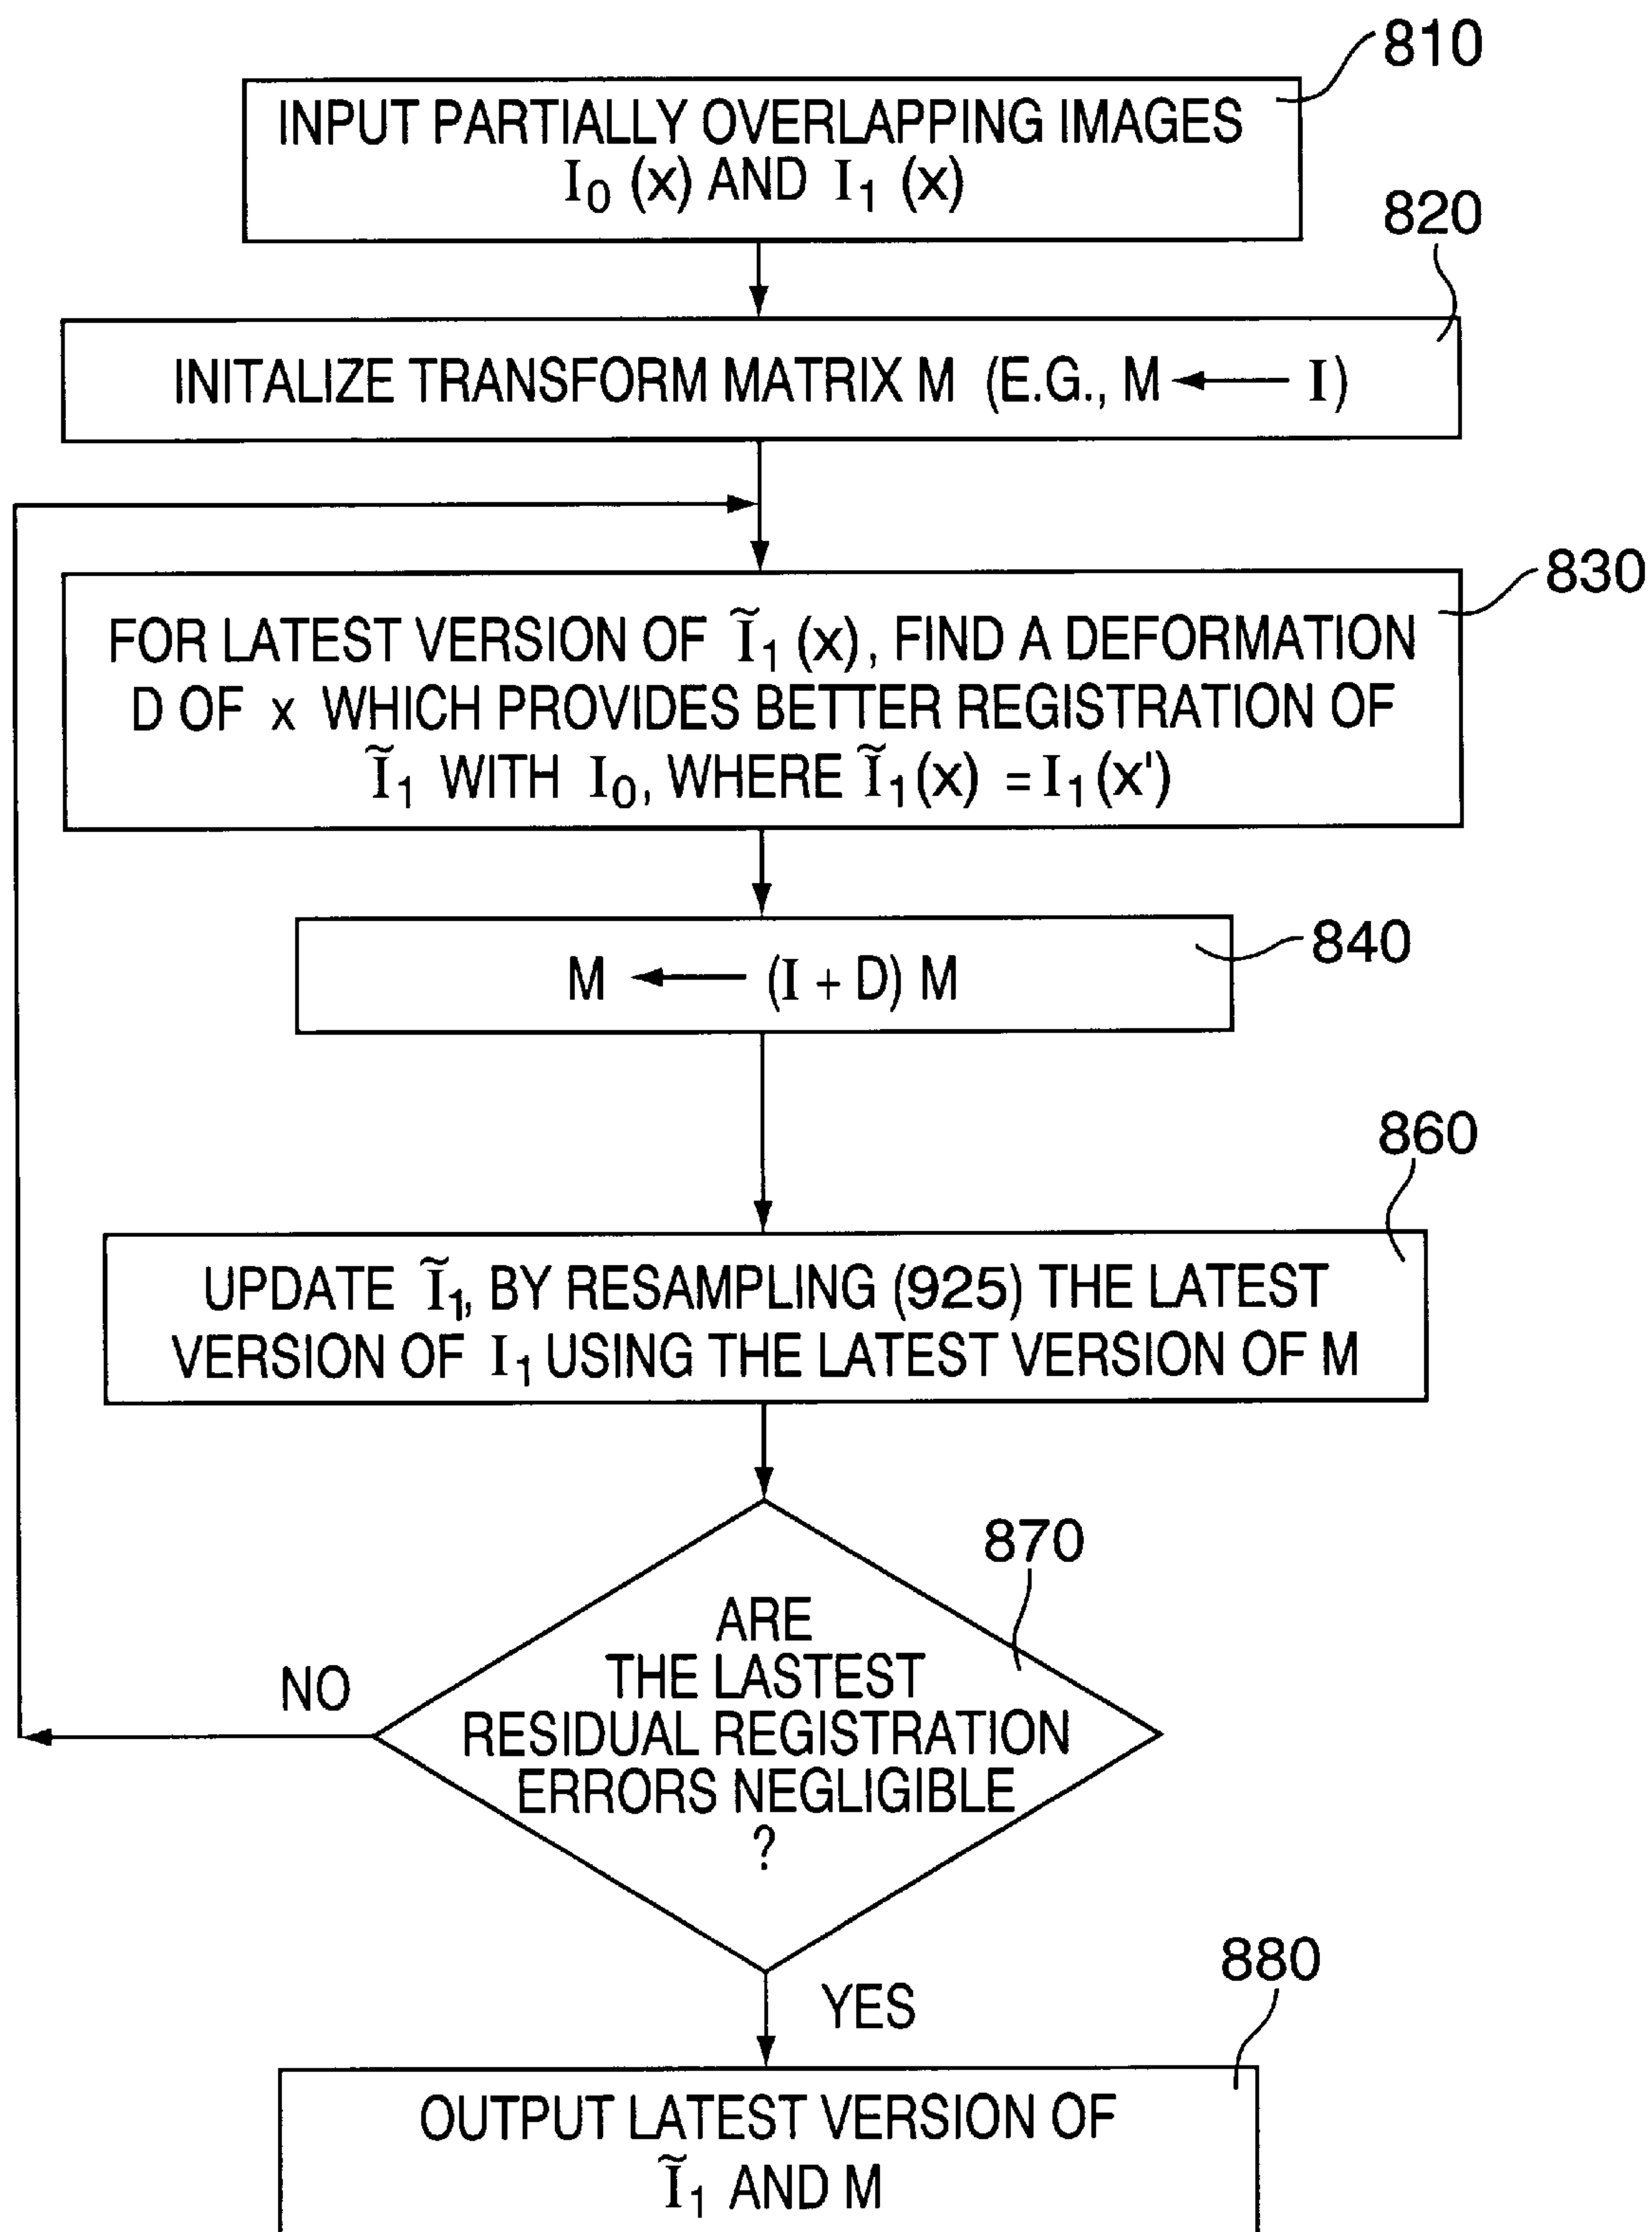 810
INPUT PARTIALLY OVERLAPPING IMAGES
I₀ (x) AND I₁ (x)
820
INITALIZE TRANSFORM MATRIX M (E.G., M ← I)
830
FOR LATEST VERSION OF Ĩ₁ (x), FIND A DEFORMATION
D OF x WHICH PROVIDES BETTER REGISTRATION OF
Ĩ₁ WITH I₀, WHERE Ĩ₁(x) = I₁(x')
840
M ← (I + D) M
860
UPDATE Ĩ₁, BY RESAMPLING (925) THE LATEST
VERSION OF I₁ USING THE LATEST VERSION OF M
870
ARE
THE LASTEST
RESIDUAL REGISTRATION
ERRORS NEGLIGIBLE
?
NO
YES
880
OUTPUT LATEST VERSION OF
Ĩ₁ AND M